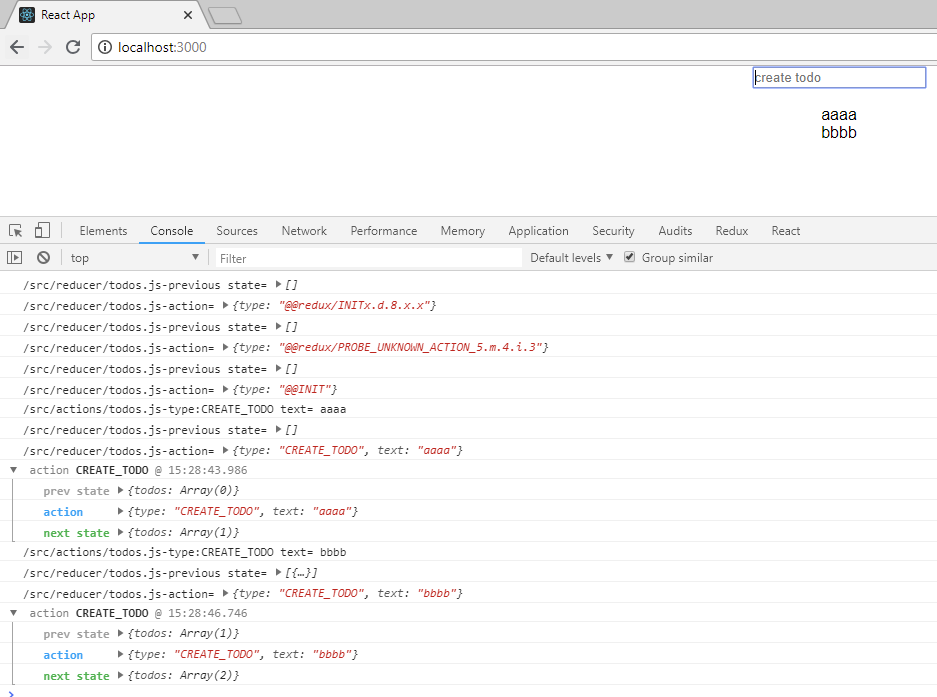 React App
localhost:3000
create todo
aaaa
bbbb
Elements Console Sources Network Performance Memory Application Security Audits Redux React
top Filter Default levels Group similar
/src/reducer/todos.js-previous state= []
/src/reducer/todos.js-action= {type: "@@redux/INITx.d.8.x.x"}
/src/reducer/todos.js-previous state= []
/src/reducer/todos.js-action= {type: "@@redux/PROBE_UNKNOWN_ACTION_5.m.4.i.3"}
/src/reducer/todos.js-previous state= []
/src/reducer/todos.js-action= {type: "@@INIT"}
/src/actions/todos.js-type:CREATE_TODO text= aaaa
/src/reducer/todos.js-previous state= []
/src/reducer/todos.js-action= {type: "CREATE_TODO", text: "aaaa"}
action CREATE_TODO @ 15:28:43.986
prev state {todos: Array(0)}
action {type: "CREATE_TODO", text: "aaaa"}
next state {todos: Array(1)}
/src/actions/todos.js-type:CREATE_TODO text= bbbb
/src/reducer/todos.js-previous state= [{…}]
/src/reducer/todos.js-action= {type: "CREATE_TODO", text: "bbbb"}
action CREATE_TODO @ 15:28:46.746
prev state {todos: Array(1)}
action {type: "CREATE_TODO", text: "bbbb"}
next state {todos: Array(2)}